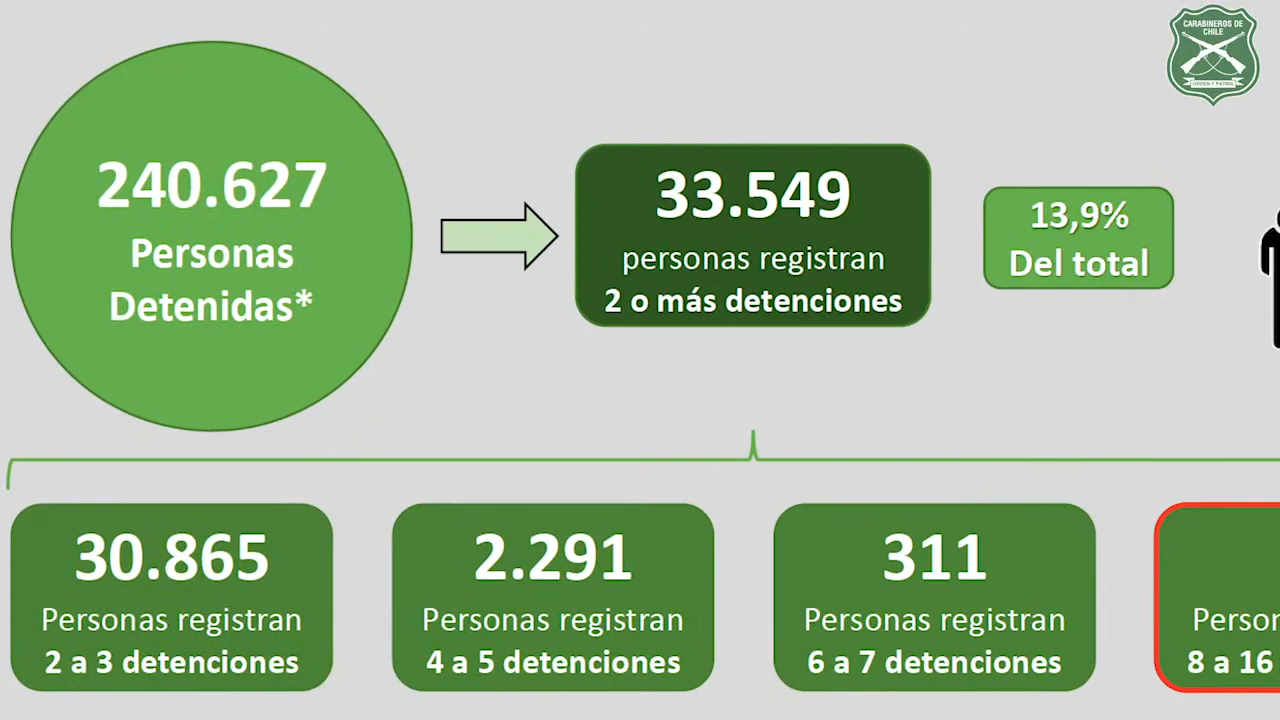 CARABINEROS DE
CHILE
ORDEN Y PATRIA
240.627
Personas
Detenidas*
33.549
personas registran
2 o más detenciones
13,9%
Del total
30.865
Personas registran
2 a 3 detenciones
2.291
Personas registran
4 a 5 detenciones
311
Personas registran
6 a 7 detenciones
8 a 16